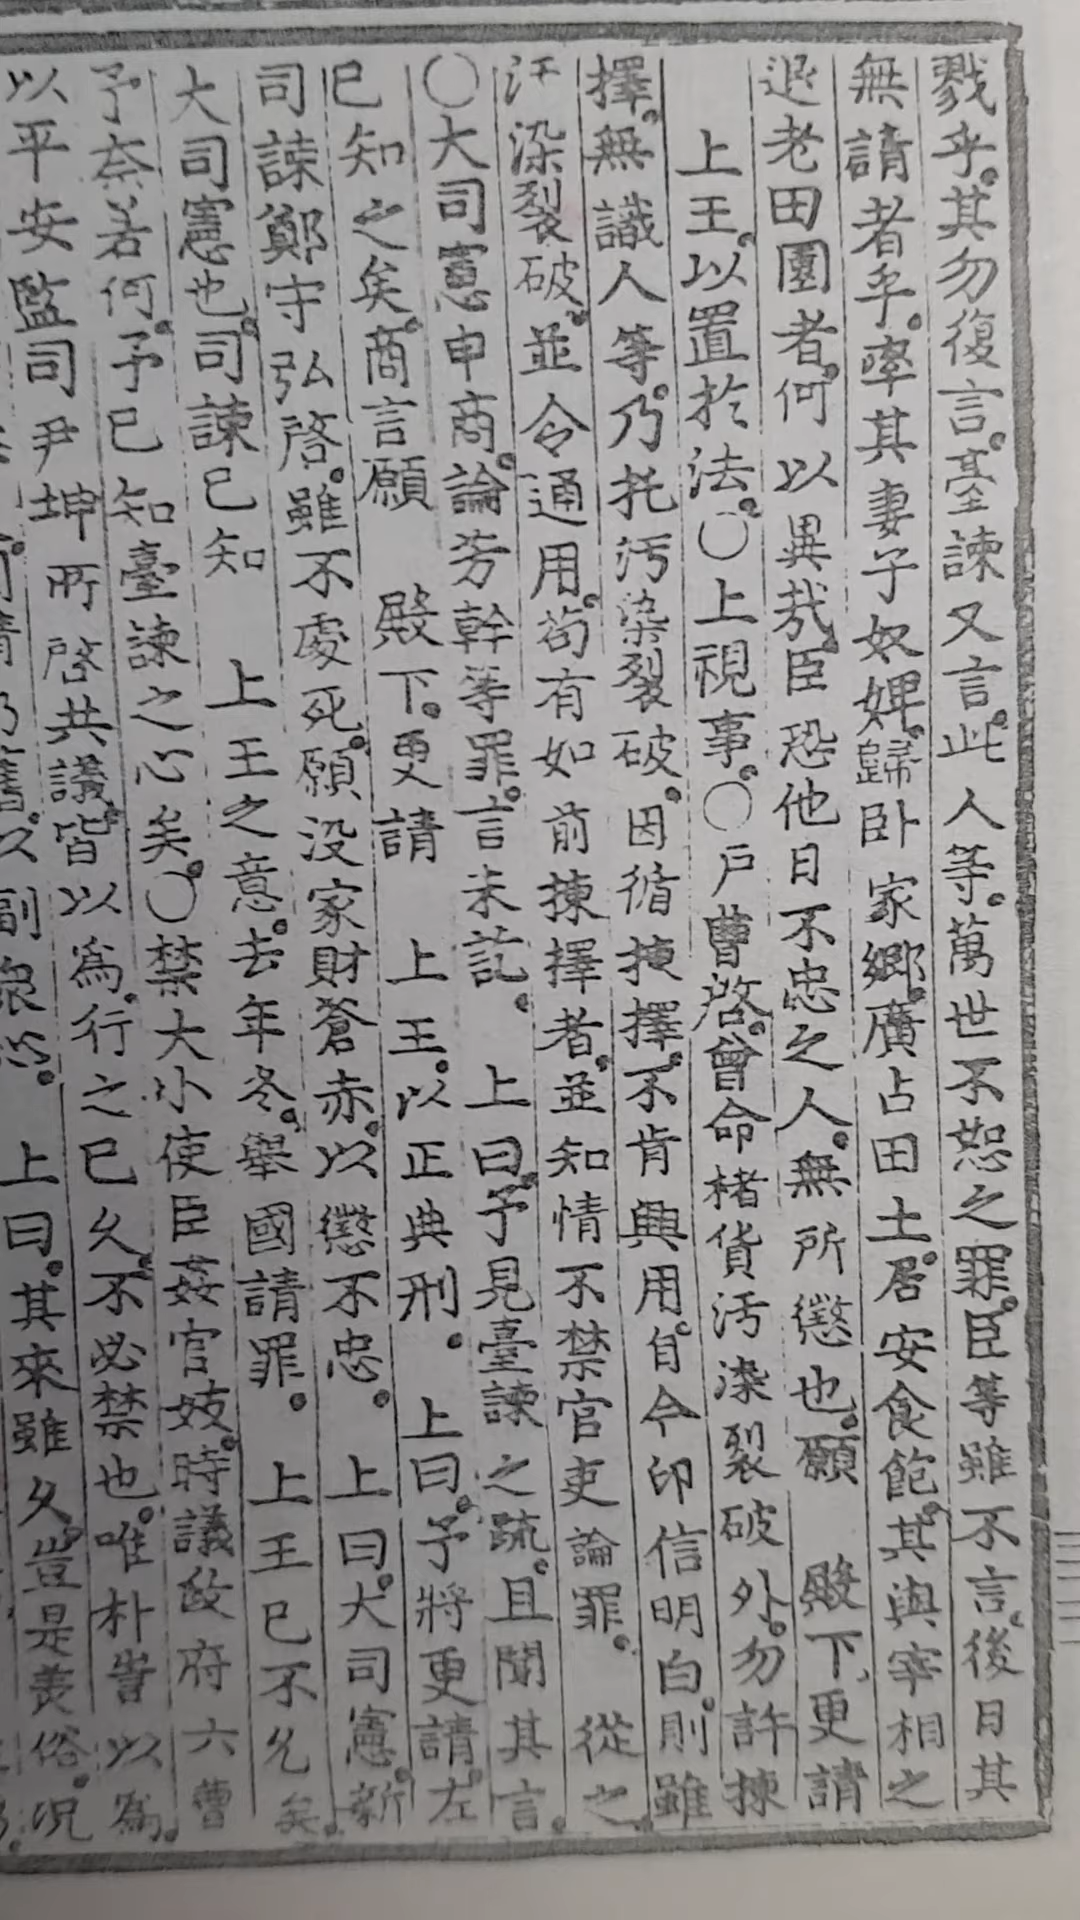 戮乎其勿復言臺諫又言此人等萬世不恕之罪臣等雖不言後日其
無請者乎率其妻子奴婢歸卧家鄉廣占田土居安食飽其與宰相之
退老田園者何以異哉臣恐他日不忠之人無所懲也願 殿下更請
上王以置於法〇上視事〇戶曹啓曾命楮貨汚染裂破外勿許揀
擇無識人等乃托汚染裂破因循揀擇不肯興用自今印信明白則雖
汚染裂破並令通用苟有如前揀擇者並知情不禁官吏論罪 從之
〇大司憲申商論芳幹等罪言未訖 上曰予見臺諫之疏且聞其言
已知之矣商言願 殿下更請 上王以正典刑 上曰予將更請左
司諫鄭守弘啓雖不處死願没家財蒼赤以懲不忠 上曰大司憲新
大司憲也司諫已知 上王之意去年冬舉國請罪 上王已不允矣
予奈若何予已知臺諫之心矣〇禁大小使臣姦官妓時議政府六曹
以平安監司尹坤所啓共議皆以爲行之已久不必禁也唯朴訔以爲
上曰其來雖久豈是美俗況